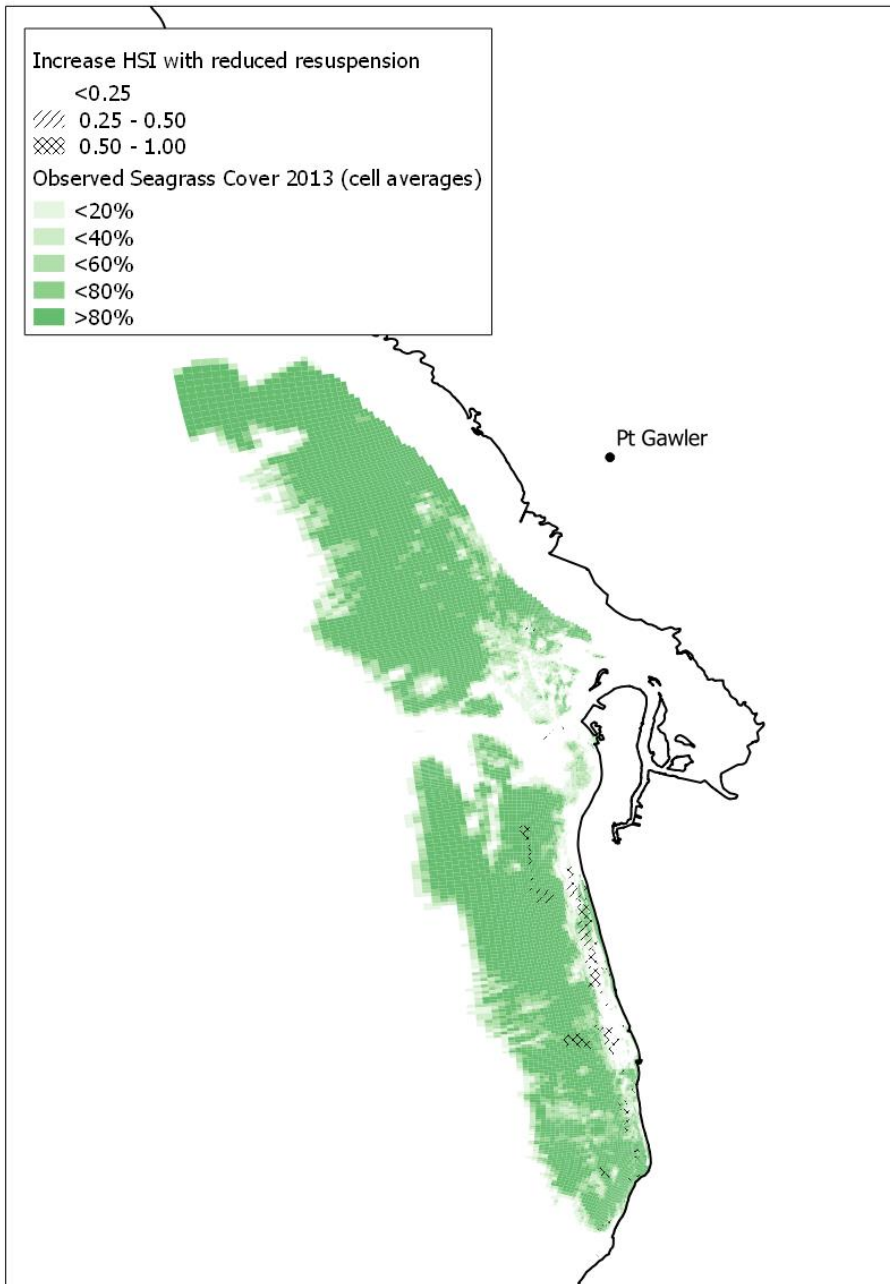 Increase HSI with reduced resuspension
<0.25
0.25 - 0.50
0.50 - 1.00
Observed Seagrass Cover 2013 (cell averages)
<20%
<40%
<60%
<80%
>80%
Pt Gawler